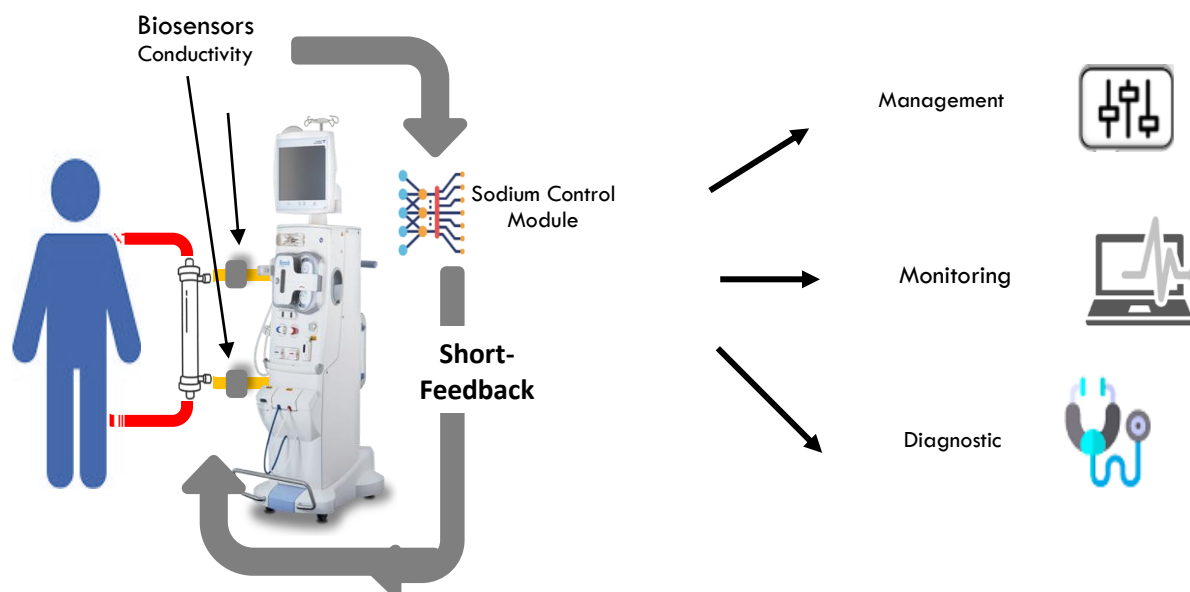 Biosensors
Conductivity
Sodium Control
Module
Short-
Feedback
Management
Monitoring
Diagnostic